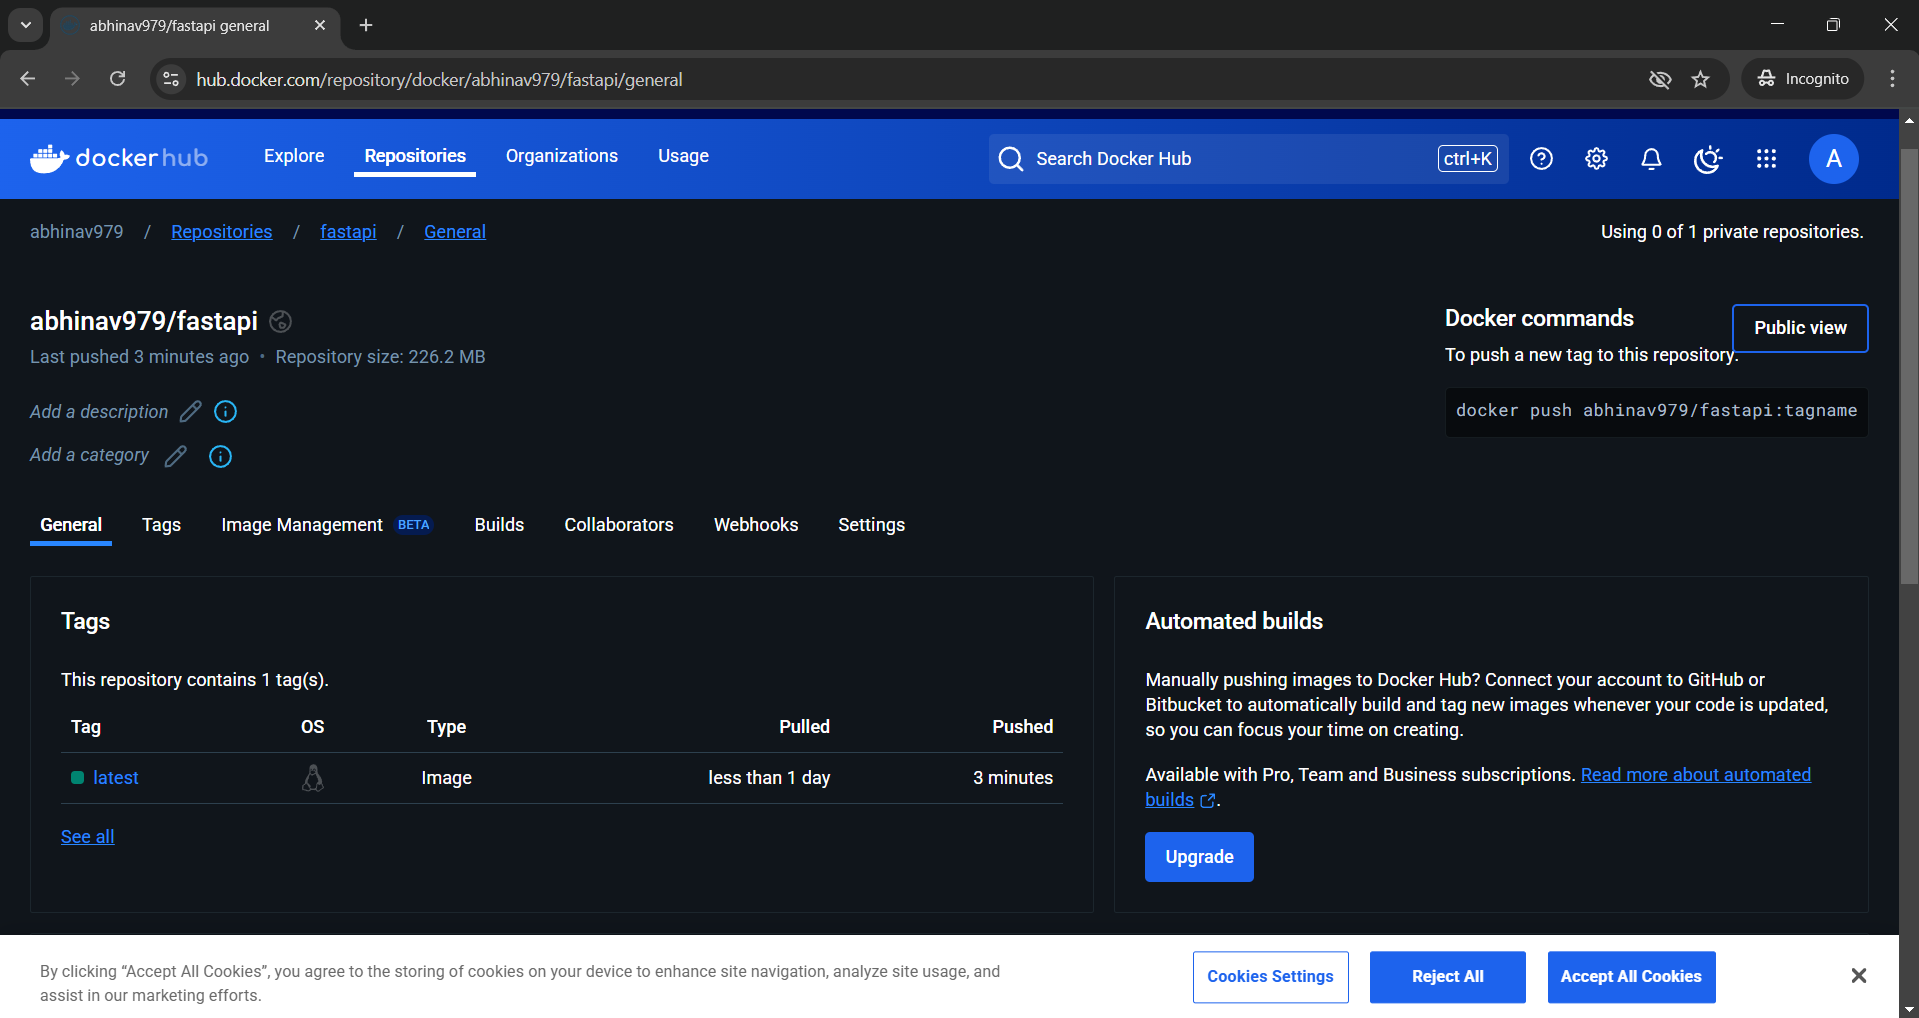 abhinav979/fastapi general
hub.docker.com/repository/docker/abhinav979/fastapi/general
Incognito
dockerhub
Explore
Repositories
Organizations
Usage
Search Docker Hub
ctrl+K
A
abhinav979 / Repositories / fastapi / General
Using 0 of 1 private repositories.
abhinav979/fastapi
Last pushed 3 minutes ago • Repository size: 226.2 MB
Add a description
Add a category
Docker commands
Public view
To push a new tag to this repository:
docker push abhinav979/fastapi:tagname
General
Tags
Image Management BETA
Builds
Collaborators
Webhooks
Settings
Tags
This repository contains 1 tag(s).
Tag OS Type Pulled Pushed
latest Image less than 1 day 3 minutes
See all
Automated builds
Manually pushing images to Docker Hub? Connect your account to GitHub or
Bitbucket to automatically build and tag new images whenever your code is updated,
so you can focus your time on creating.
Available with Pro, Team and Business subscriptions. Read more about automated
builds.
Upgrade
By clicking “Accept All Cookies”, you agree to the storing of cookies on your device to enhance site navigation, analyze site usage, and
assist in our marketing efforts.
Cookies Settings
Reject All
Accept All Cookies